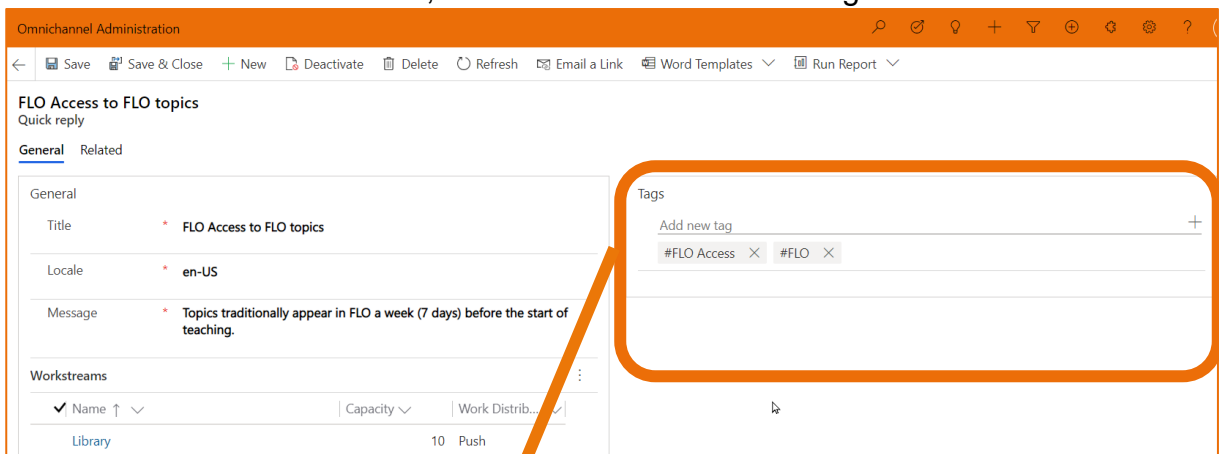 Omnichannel Administration
Save Save & Close New Deactivate Delete Refresh Email a Link Word Templates Run Report
FLO Access to FLO topics
Quick reply
General Related
General
Title * FLO Access to FLO topics
Locale * en-US
Message * Topics traditionally appear in FLO a week (7 days) before the start of
teaching.
Workstreams
Name Capacity Work Distrib...
Library 10 Push
Tags
Add new tag
#FLO Access #FLO